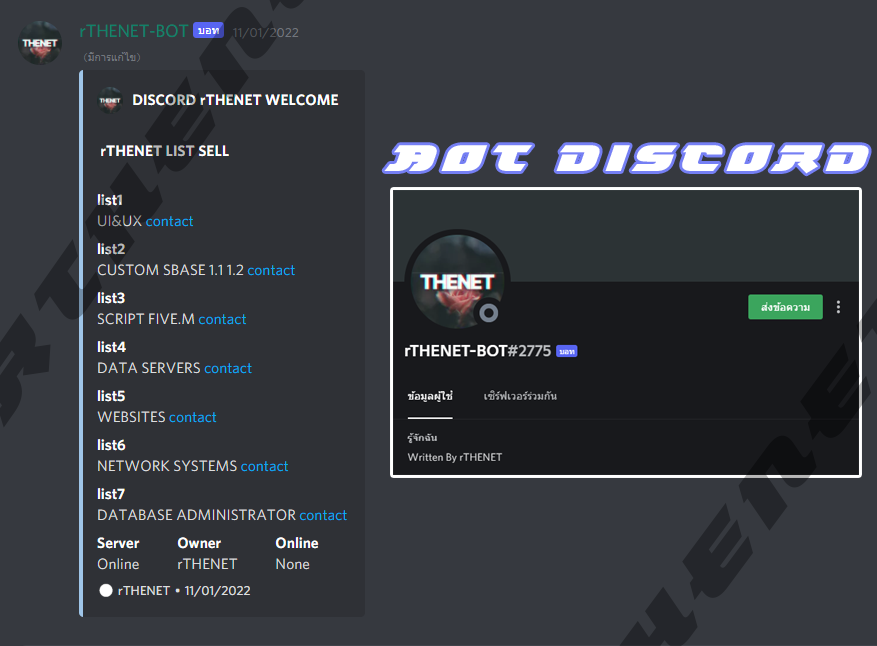 THENET
rTHENET-BOT บอท 11/01/2022
(มีการแก้ไข)
THENET
DISCORD rTHENET WELCOME
rTHENET LIST SELL
list1
UI&UX contact
list2
CUSTOM SBASE 1.1 1.2 contact
list3
SCRIPT FIVE.M contact
list4
DATA SERVERS contact
list5
WEBSITES contact
list6
NETWORK SYSTEMS contact
list7
DATABASE ADMINISTRATOR contact
Server Owner Online
Online rTHENET None
rTHENET • 11/01/2022
BOT DISCORD
THENET
ส่งข้อความ
rTHENET-BOT#2775 บอท
ข้อมูลผู้ใช้ เซิร์ฟเวอร์ร่วมกัน
รู้จักฉัน
Written By rTHENET
RTHENET
RTHENET